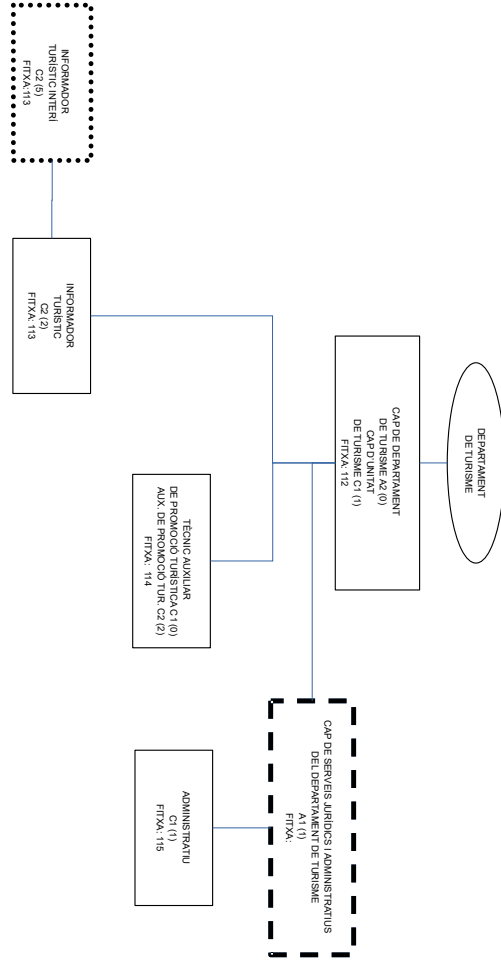 DEPARTAMENT
DE TURISME
CAP DE DEPARTAMENT
DE TURISME A2 (0)
CAP D'UNITAT
DE TURISME C1 (1)
FITXA: 112
CAP DE SERVEIS JURÍDICS I ADMINISTRATIUS
DEL DEPARTAMENT DE TURISME
A1 (1)
FITXA:
INFORMADOR
TURÍSTIC
C2 (2)
FITXA: 113
TÈCNIC AUXILIAR
DE PROMOCIÓ TURÍSTICA C1 (0)
AUX. DE PROMOCIÓ TUR. C2 (2)
FITXA: 114
ADMINISTRATIU
C1 (1)
FITXA: 115
INFORMADOR
TURÍSTIC INTERÍ
C2 (5)
FITXA:113